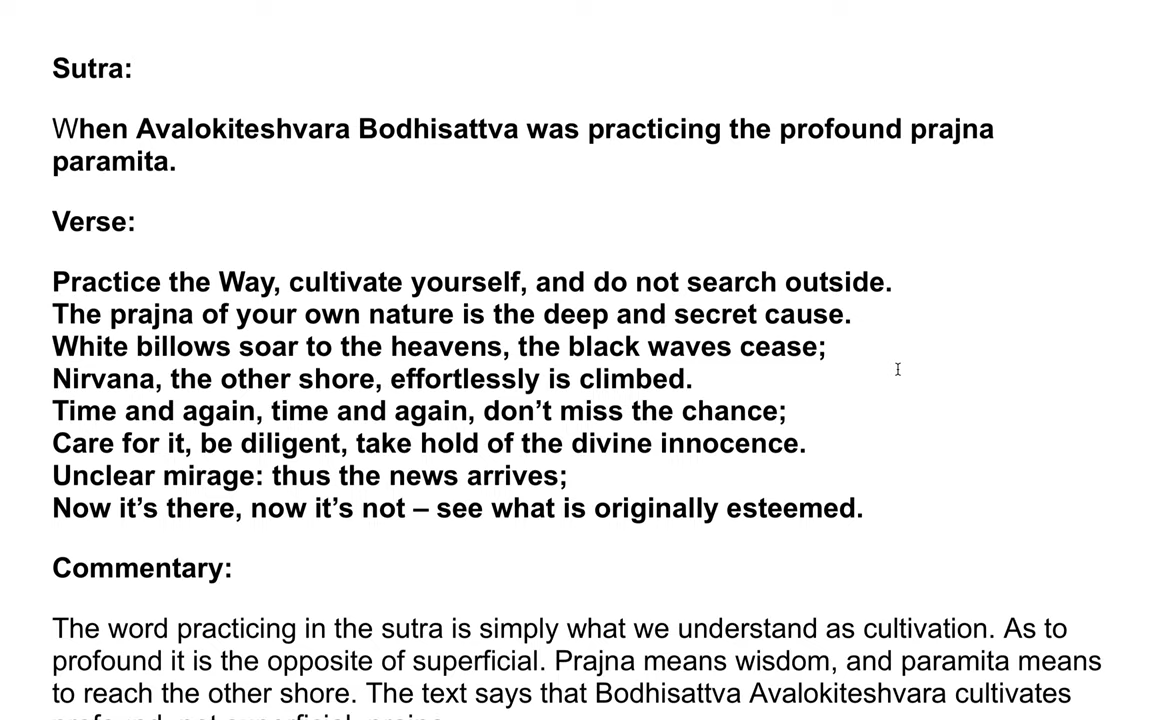 Sutra:
When Avalokiteshvara Bodhisattva was practicing the profound prajna
paramita.
Verse:
Practice the Way, cultivate yourself, and do not search outside.
The prajna of your own nature is the deep and secret cause.
White billows soar to the heavens, the black waves cease;
Nirvana, the other shore, effortlessly is climbed.
Time and again, time and again, don’t miss the chance;
Care for it, be diligent, take hold of the divine innocence.
Unclear mirage: thus the news arrives;
Now it’s there, now it’s not – see what is originally esteemed.
Commentary:
The word practicing in the sutra is simply what we understand as cultivation. As to
profound it is the opposite of superficial. Prajna means wisdom, and paramita means
to reach the other shore. The text says that Bodhisattva Avalokiteshvara cultivates